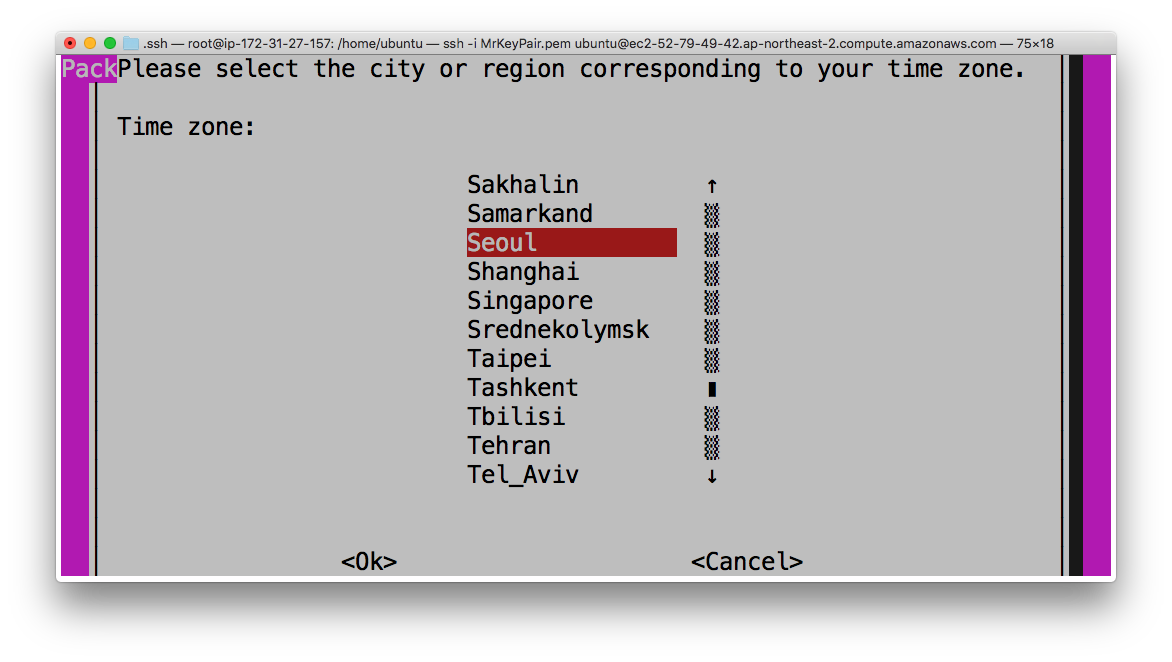 .ssh — root@ip-172-31-27-157: /home/ubuntu — ssh -i MrKeyPair.pem ubuntu@ec2-52-79-49-42.ap-northeast-2.compute.amazonaws.com — 75×18
PackPlease select the city or region corresponding to your time zone.
Time zone:
Sakhalin ↑
Samarkand
Seoul
Shanghai
Singapore
Srednekolymsk
Taipei
Tashkent
Tbilisi
Tehran
Tel_Aviv ↓
<Ok> <Cancel>